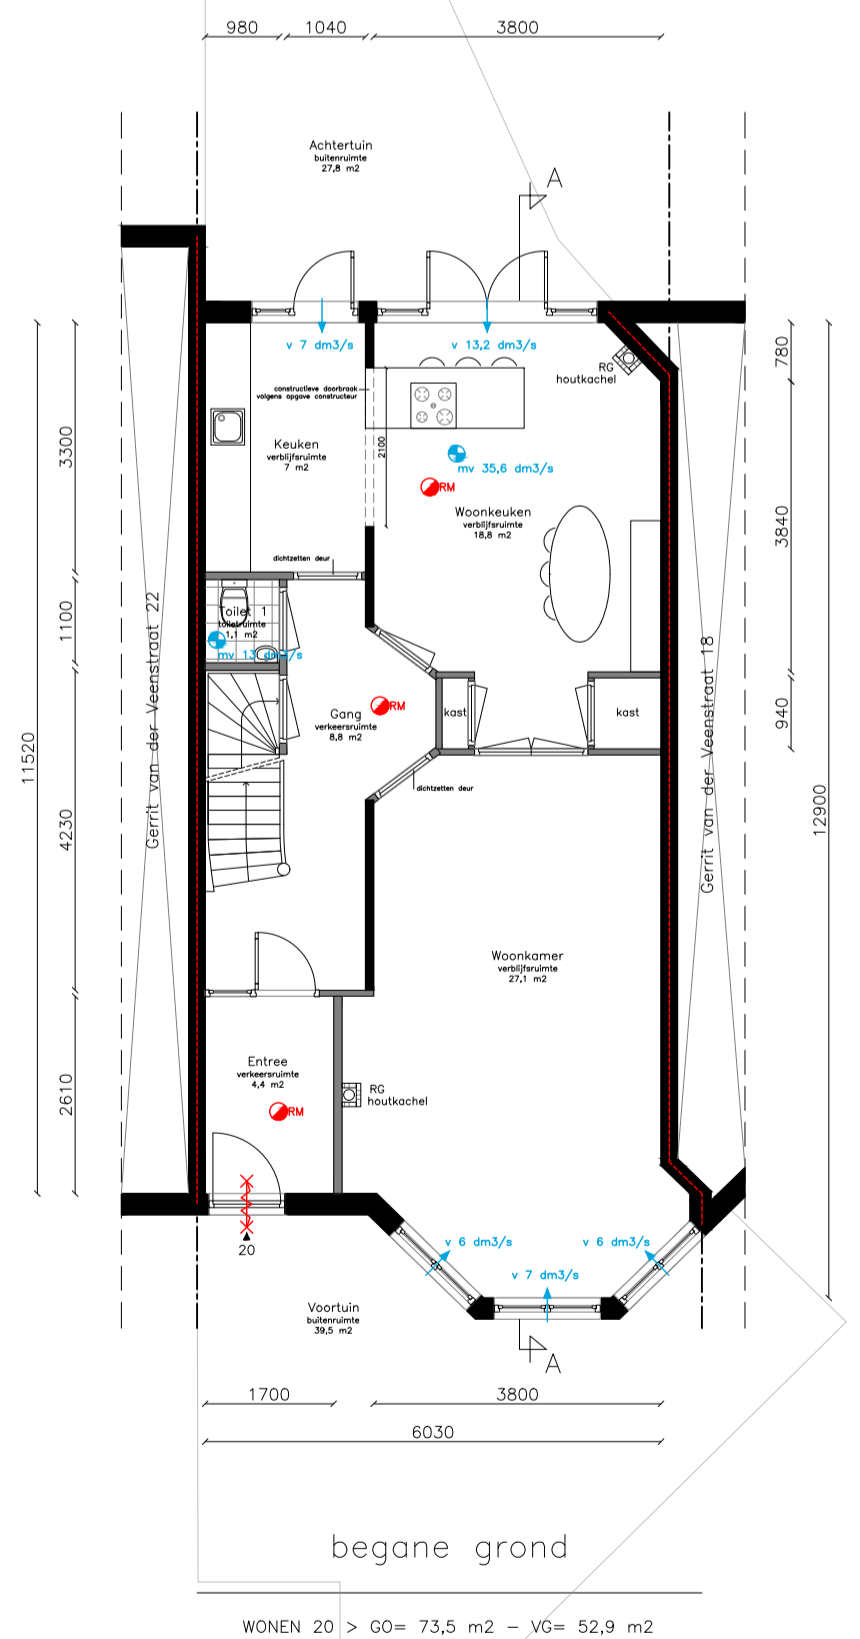 980
1040
3800
Achtertuin
buitenruimte
27,8 m2
A
v 7 dm3/s
v 13,2 dm3/s
RG
houtkachel
780
constructieve doorbraak
volgens opgave constructeur
Keuken
verblijfsruimte
7 m2
2100
3300
mv 35,6 dm3/s
RM
Woonkeuken
verblijfsruimte
18,8 m2
3840
dichtzetten deur
Toilet 1
toiletruimte
1,1 m2
mv 13 dm3/s
1100
Gerrit van der Veenstraat 22
Gerrit van der Veenstraat 18
RM
Gang
verkeersruimte
8,8 m2
kast
kast
940
dichtzetten deur
11520
4230
12900
Woonkamer
verblijfsruimte
27,1 m2
Entree
verkeersruimte
4,4 m2
RM
RG
houtkachel
2610
20
v 6 dm3/s
v 6 dm3/s
v 7 dm3/s
Voortuin
buitenruimte
39,5 m2
A
1700
3800
6030
begane grond
WONEN 20 > GO= 73,5 m2 - VG= 52,9 m2